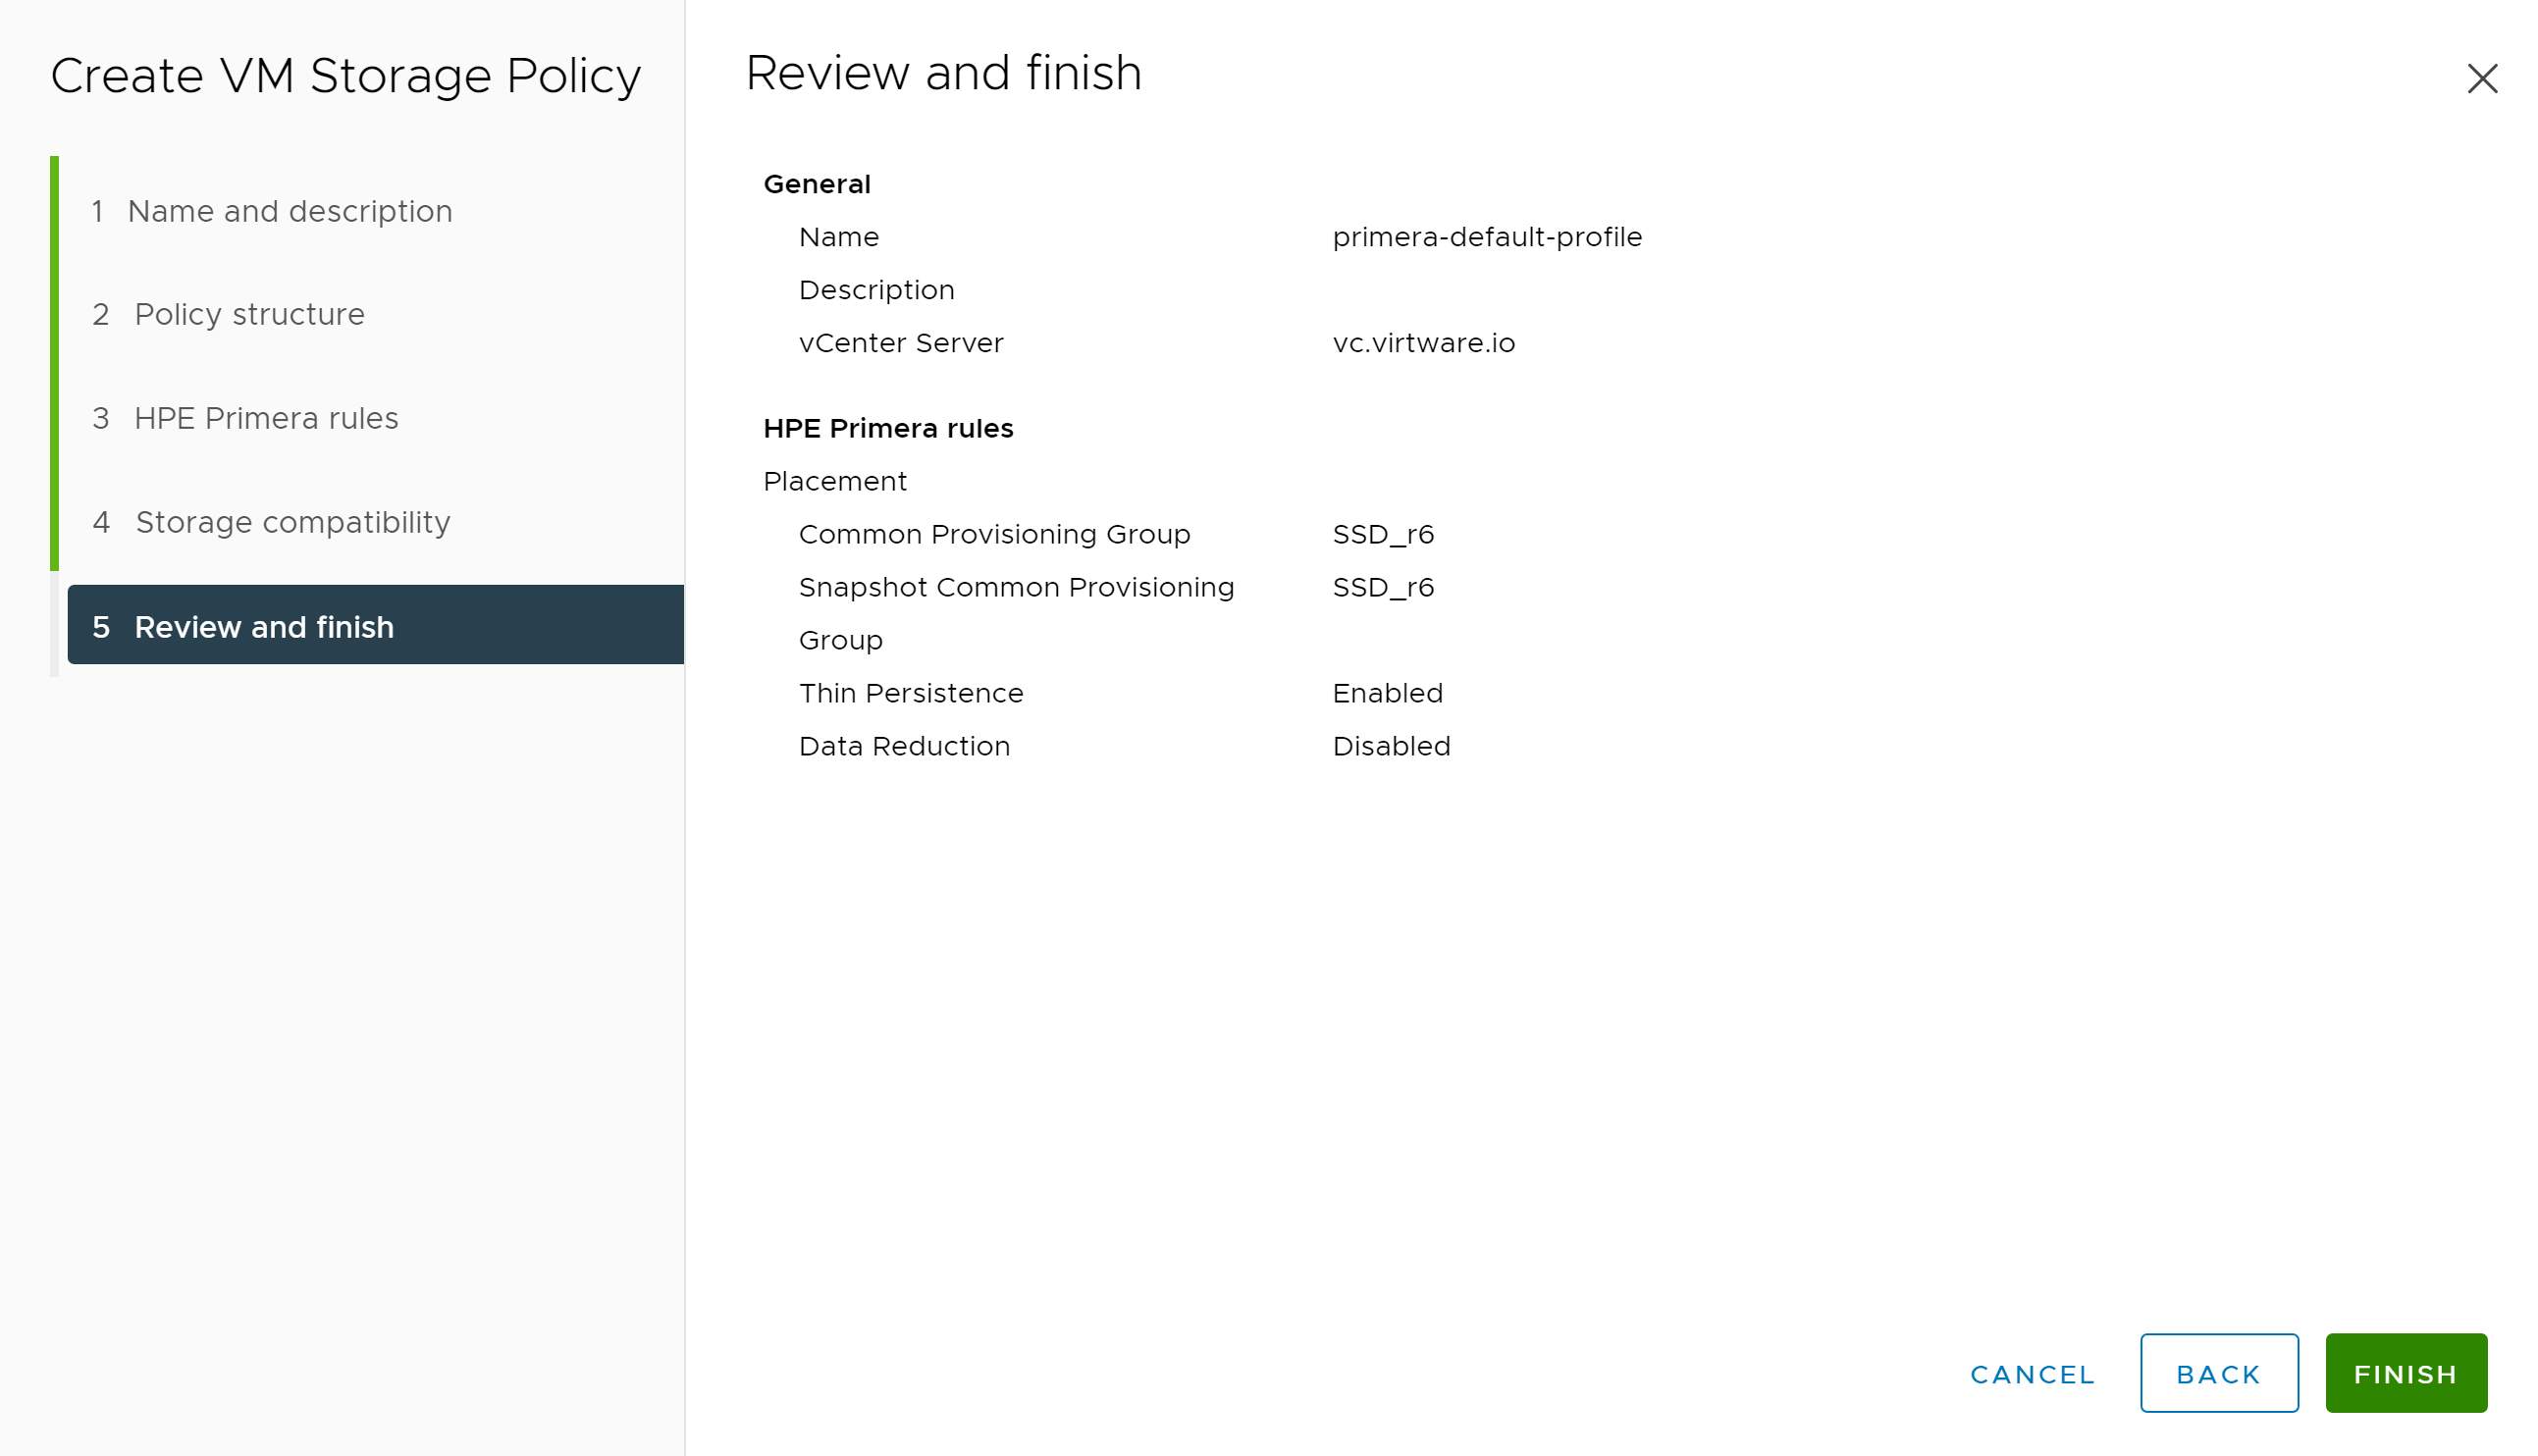 Create VM Storage Policy
1 Name and description
2 Policy structure
3 HPE Primera rules
4 Storage compatibility
5 Review and finish
Review and finish
General
Name primera-default-profile
Description
vCenter Server vc.virtware.io
HPE Primera rules
Placement
Common Provisioning Group SSD_r6
Snapshot Common Provisioning SSD_r6
Group
Thin Persistence Enabled
Data Reduction Disabled
CANCEL BACK FINISH